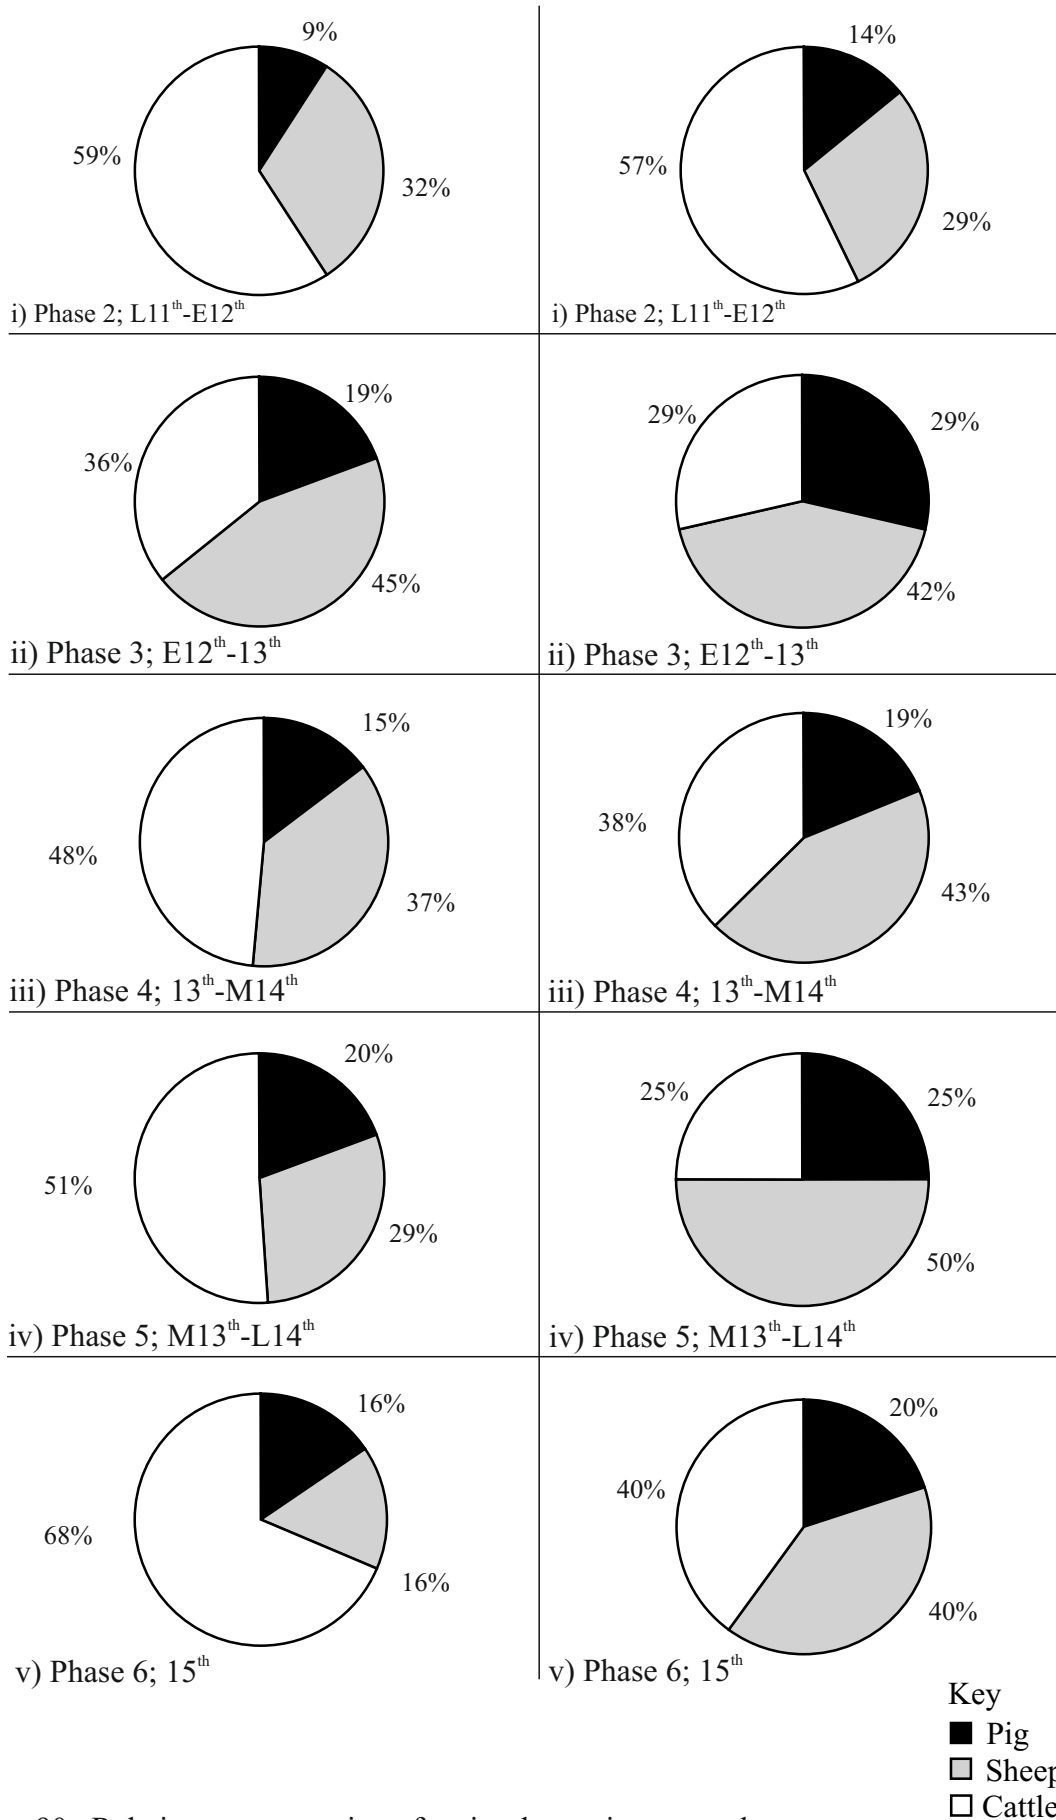 9%
59%
32%
i) Phase 2; L11th-E12th
14%
57%
29%
i) Phase 2; L11th-E12th
19%
36%
45%
ii) Phase 3; E12th-13th
29%
29%
42%
ii) Phase 3; E12th-13th
15%
48%
37%
iii) Phase 4; 13th-M14th
19%
38%
43%
iii) Phase 4; 13th-M14th
20%
51%
29%
iv) Phase 5; M13th-L14th
25%
25%
50%
iv) Phase 5; M13th-L14th
16%
68%
16%
v) Phase 6; 15th
20%
40%
40%
v) Phase 6; 15th
Key
Pig
Sheep
Cattle